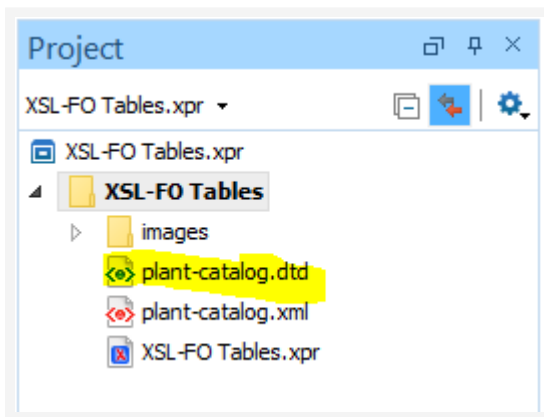 Project
XSL-FO Tables.xpr
XSL-FO Tables.xpr
XSL-FO Tables
images
plant-catalog.dtd
plant-catalog.xml
XSL-FO Tables.xpr